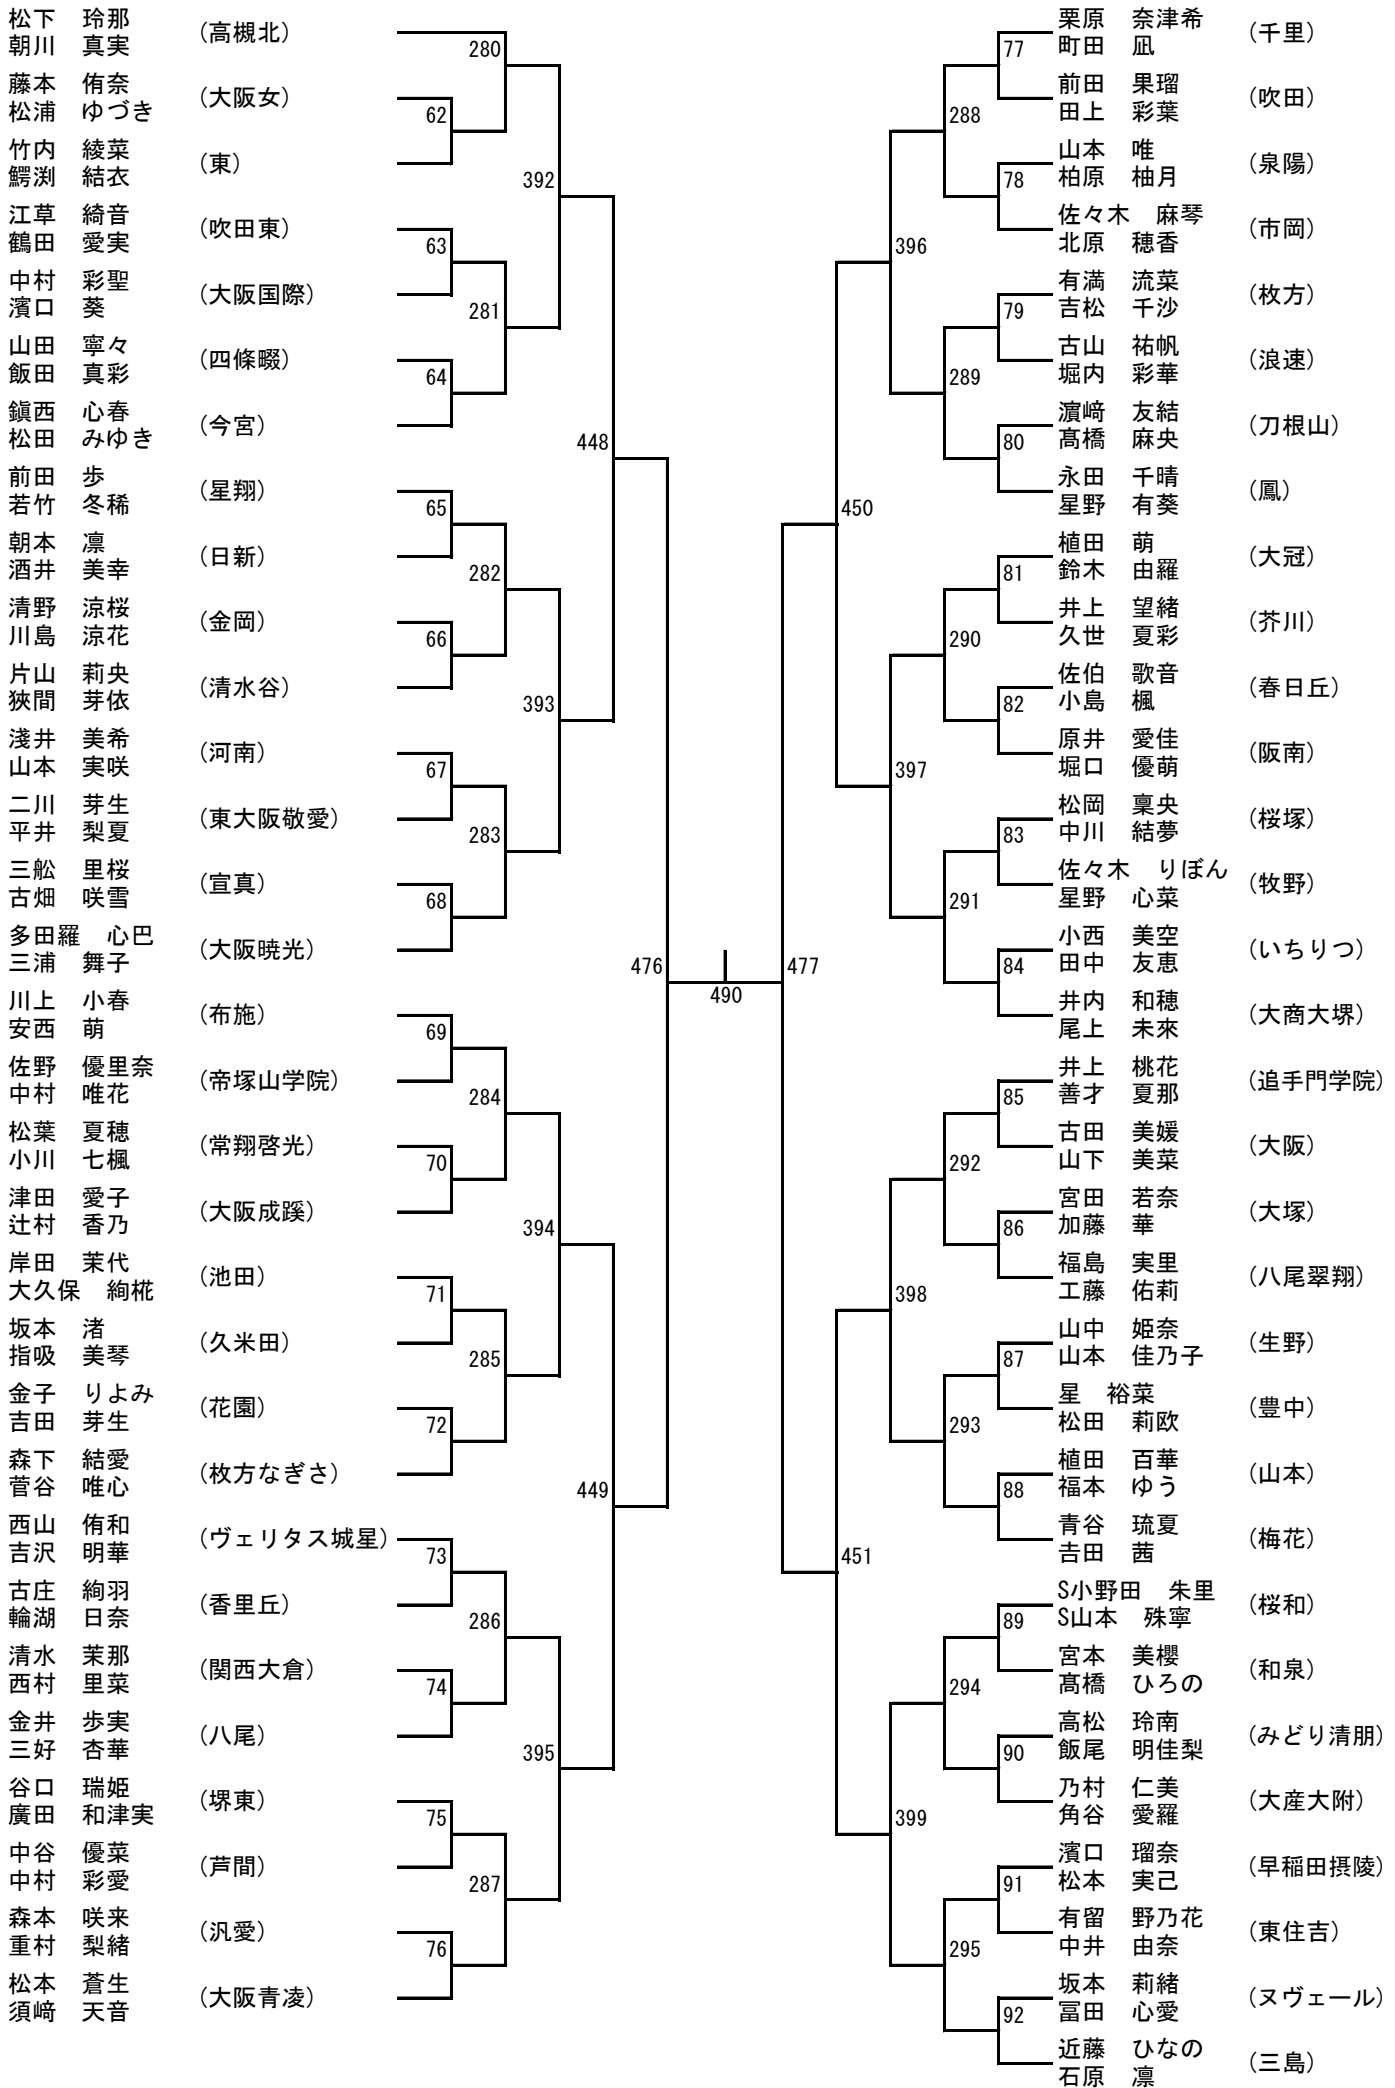 松下　玲那
朝川　真実
(高槻北)
藤本　侑奈
松浦　ゆづき
(大阪女)
竹内　綾菜
鰐渕　結衣
(東)
江草　綺音
鶴田　愛実
(吹田東)
中村　彩聖
濱口　葵
(大阪国際)
山田　寧々
飯田　真彩
(四條畷)
鎭西　心春
松田　みゆき
(今宮)
前田　歩
若竹　冬稀
(星翔)
朝本　凛
酒井　美幸
(日新)
清野　涼桜
川島　涼花
(金岡)
片山　莉央
狹間　芽依
(清水谷)
淺井　美希
山本　実咲
(河南)
二川　芽生
平井　梨夏
(東大阪敬愛)
三舩　里桜
古畑　咲雪
(宣真)
多田羅　心巴
三浦　舞子
(大阪暁光)
川上　小春
安西　萌
(布施)
佐野　優里奈
中村　唯花
(帝塚山学院)
松葉　夏穂
小川　七楓
(常翔啓光)
津田　愛子
辻村　香乃
(大阪成蹊)
岸田　茉代
大久保　絢椛
(池田)
坂本　渚
指吸　美琴
(久米田)
金子　りよみ
吉田　芽生
(花園)
森下　結愛
菅谷　唯心
(枚方なぎさ)
西山　侑和
吉沢　明華
(ヴェリタス城星)
古庄　絢羽
輪湖　日奈
(香里丘)
清水　茉那
西村　里菜
(関西大倉)
金井　歩実
三好　杏華
(八尾)
谷口　瑞姫
廣田　和津実
(堺東)
中谷　優菜
中村　彩愛
(芦間)
森本　咲来
重村　梨緒
(汎愛)
松本　蒼生
須﨑　天音
(大阪青凌)
280
62
392
63
281
64
448
65
282
66
393
67
283
68
476
69
284
70
394
71
285
72
449
73
286
74
395
75
287
76
490
477
77
288
78
396
79
289
80
450
81
290
82
397
83
291
84
85
292
86
398
87
293
88
451
89
294
90
399
91
295
92
栗原　奈津希
町田　凪
(千里)
前田　果瑠
田上　彩葉
(吹田)
山本　唯
柏原　柚月
(泉陽)
佐々木　麻琴
北原　穂香
(市岡)
有満　流菜
吉松　千沙
(枚方)
古山　祐帆
堀内　彩華
(浪速)
濵﨑　友結
髙橋　麻央
(刀根山)
永田　千晴
星野　有葵
(鳳)
植田　萌
鈴木　由羅
(大冠)
井上　望緒
久世　夏彩
(芥川)
佐伯　歌音
小島　楓
(春日丘)
原井　愛佳
堀口　優萌
(阪南)
松岡　稟央
中川　結夢
(桜塚)
佐々木　りぼん
星野　心菜
(牧野)
小西　美空
田中　友恵
(いちりつ)
井内　和穂
尾上　未來
(大商大堺)
井上　桃花
善才　夏那
(追手門学院)
古田　美媛
山下　美菜
(大阪)
宮田　若奈
加藤　華
(大塚)
福島　実里
工藤　佑莉
(八尾翠翔)
山中　姫奈
山本　佳乃子
(生野)
星　裕菜
松田　莉欧
(豊中)
植田　百華
福本　ゆう
(山本)
青谷　琉夏
𠮷田　茜
(梅花)
S小野田　朱里
S山本　殊寧
(桜和)
宮本　美櫻
髙橋　ひろの
(和泉)
高松　玲南
飯尾　明佳梨
(みどり清朋)
乃村　仁美
角谷　愛羅
(大産大附)
濱口　瑠奈
松本　実己
(早稲田摂陵)
有留　野乃花
中井　由奈
(東住吉)
坂本　莉緒
冨田　心愛
(ヌヴェール)
近藤　ひなの
石原　凛
(三島)